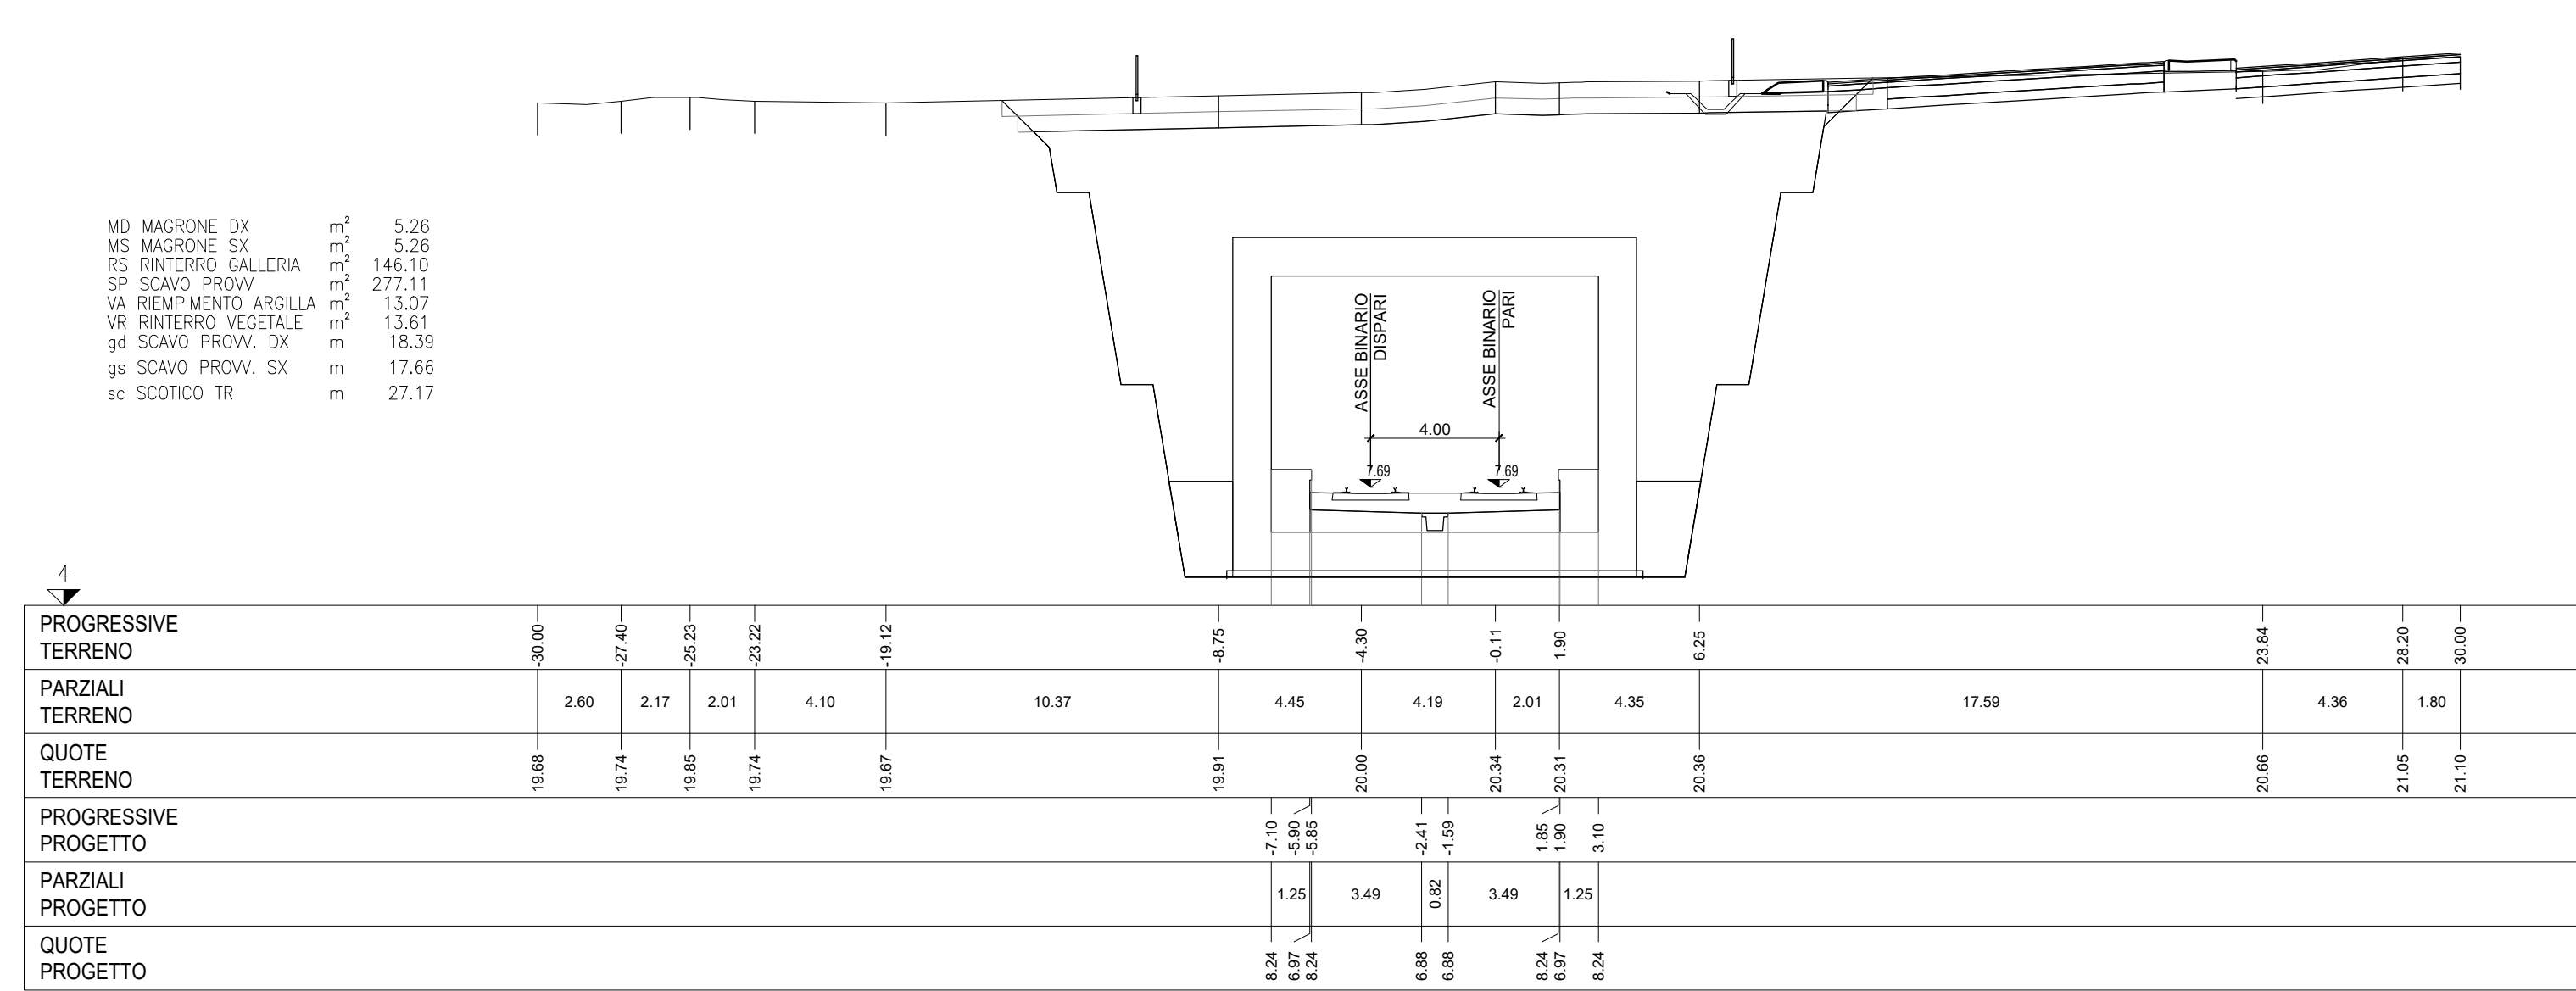 MD MAGRONE DX m² 5.26
MS MAGRONE SX m² 5.26
RS RINTERRO GALLERIA m² 146.10
SP SCAVO PROVV m² 277.11
VA RIEMPIMENTO ARGILLA m² 13.07
VR RINTERRO VEGETALE m² 13.61
gd SCAVO PROVV. DX m 18.39
gs SCAVO PROVV. SX m 17.66
sc SCOTICO TR m 27.17
ASSE BINARIO
DISPARI
ASSE BINARIO
PARI
4.00
7.69 7.69
4
PROGRESSIVE
TERRENO
-30.00 -27.40 -25.23 -23.22 -19.12 -8.75 -4.30 -0.11 1.90 6.25 23.84 28.20 30.00
PARZIALI
TERRENO
2.60 2.17 2.01 4.10 10.37 4.45 4.19 2.01 4.35 17.59 4.36 1.80
QUOTE
TERRENO
19.68 19.74 19.85 19.74 19.67 19.91 20.00 20.34 20.31 20.36 20.66 21.05 21.10
PROGRESSIVE
PROGETTO
-7.10 -5.90 -5.85 -2.41 -1.59 1.85 1.90 3.10
PARZIALI
PROGETTO
1.25 3.49 0.82 3.49 1.25
QUOTE
PROGETTO
8.24 6.97 8.24 6.88 6.88 8.24 6.97 8.24